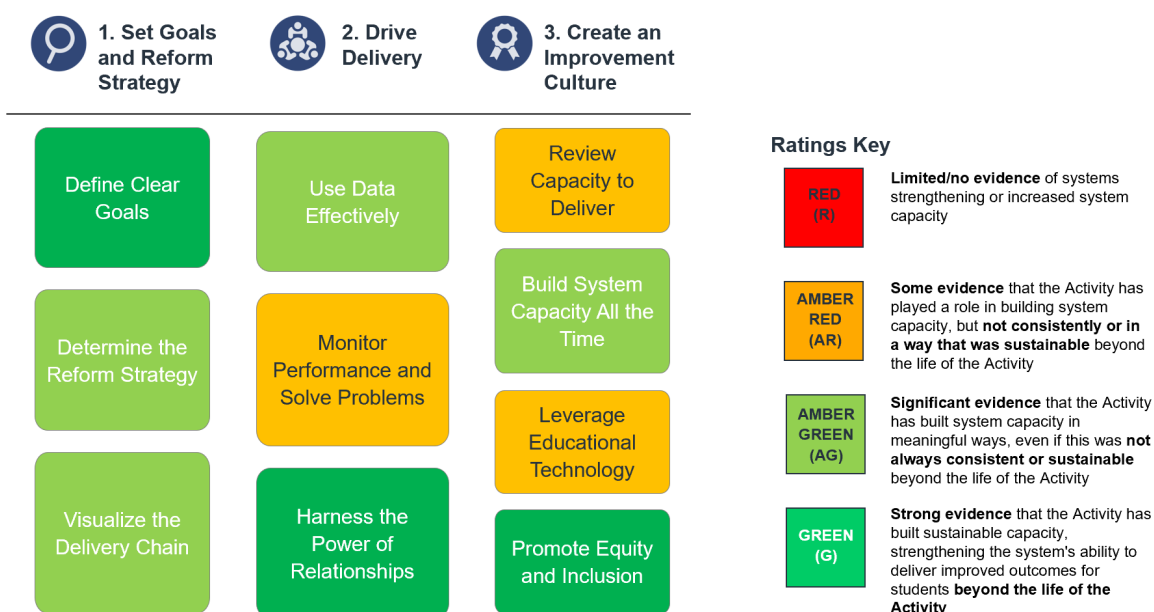 1. Set Goals
and Reform
Strategy
2. Drive
Delivery
3. Create an
Improvement
Culture
Define Clear
Goals
Determine the
Reform Strategy
Visualize the
Delivery Chain
Use Data
Effectively
Monitor
Performance and
Solve Problems
Harness the
Power of
Relationships
Review
Capacity to
Deliver
Build System
Capacity All the
Time
Leverage
Educational
Technology
Promote Equity
and Inclusion
Ratings Key
RED
(R)
Limited/no evidence of systems
strengthening or increased system
capacity
AMBER
RED
(AR)
Some evidence that the Activity has
played a role in building system
capacity, but not consistently or in
a way that was sustainable beyond
the life of the Activity
AMBER
GREEN
(AG)
Significant evidence that the Activity
has built system capacity in
meaningful ways, even if this was not
always consistent or sustainable
beyond the life of the Activity
GREEN
(G)
Strong evidence that the Activity has
built sustainable capacity,
strengthening the system's ability to
deliver improved outcomes for
students beyond the life of the
Activity